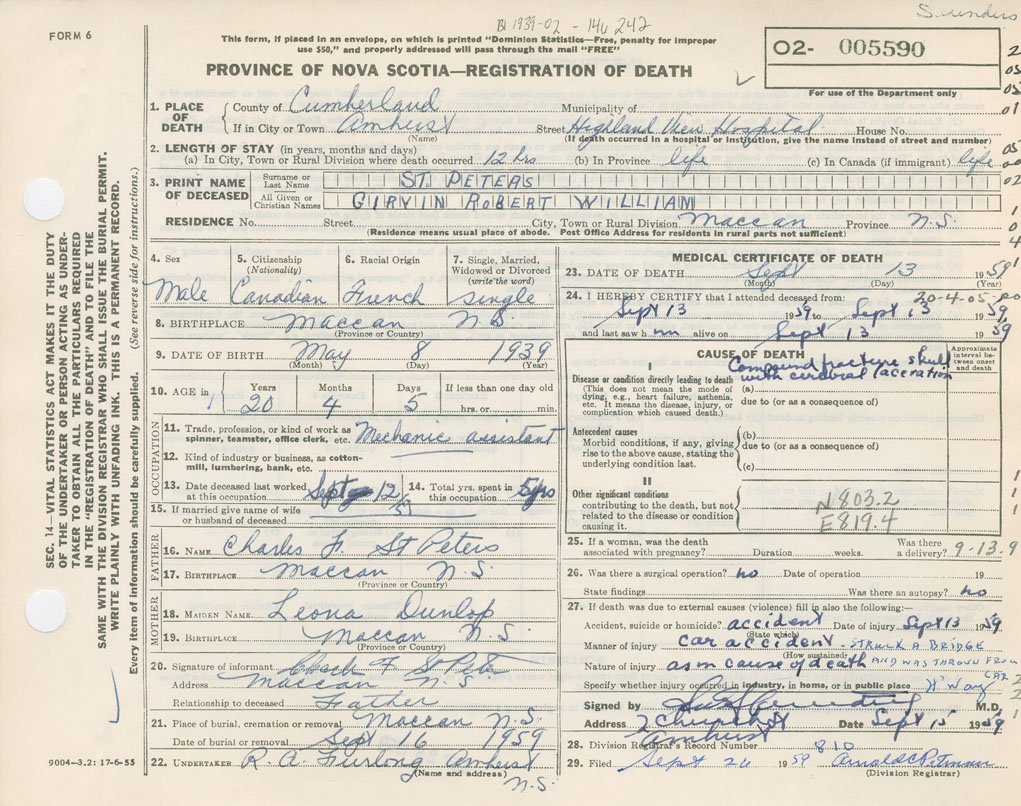 BI 1939-02 - 146 242
FORM 6
This form, if placed in an envelope, on which is printed "Dominion Statistics—Free, penalty for improper
use $50," and properly addressed will pass through the mail "FREE"
PROVINCE OF NOVA SCOTIA—REGISTRATION OF DEATH
02- 005590
For use of the Department only
1. PLACE OF DEATH
County of Cumberland Municipality of
If in City or Town Amherst Street Highland View Hospital House No.
(Name) (If death occurred in a hospital or institution, give the name instead of street and number)
2. LENGTH OF STAY (in years, months and days)
(a) In City, Town or Rural Division where death occurred 12 hrs (b) In Province life (c) In Canada (if immigrant) life
3. PRINT NAME OF DECEASED
Surname or Last Name ST. PETERS
All Given or Christian Names GIRVIN ROBERT WILLIAM
RESIDENCE No. Street City, Town or Rural Division Maccan Province N.S.
(Residence means usual place of abode. Post Office Address for residents in rural parts not sufficient)
4. Sex Male
5. Citizenship (Nationality) Canadian
6. Racial Origin French
7. Single, Married, Widowed or Divorced (write the word) single
8. BIRTHPLACE Maccan N S
(Province or Country)
9. DATE OF BIRTH May 8 1939
(Month) (Day) (Year)
10. AGE in Years 20 Months 4 Days 5 If less than one day old hrs. or min.
OCCUPATION
11. Trade, profession, or kind of work as spinner, teamster, office clerk, etc. Mechanic assistant
12. Kind of industry or business, as cotton-mill, lumbering, bank, etc.
13. Date deceased last worked at this occupation Sept 12/59
14. Total yrs. spent in this occupation 5 yrs
15. If married give name of wife or husband of deceased
FATHER
16. NAME Charles F. St Peters
17. BIRTHPLACE Maccan N.S.
(Province or Country)
MOTHER
18. MAIDEN NAME Leona Dunlop
19. BIRTHPLACE Maccan N.S.
(Province or Country)
20. Signature of informant Charles F St Peters
Address Maccan N S
Relationship to deceased Father
21. Place of burial, cremation or removal Maccan N.S.
Date of burial or removal Sept 16 1959
22. UNDERTAKER R. A. Furlong Amherst
(Name and address) N.S.
MEDICAL CERTIFICATE OF DEATH
23. DATE OF DEATH Sept 13 1959
(Month) (Day) (Year)
20-4-05-00
24. I HEREBY CERTIFY that I attended deceased from:
Sept 13 1959 to Sept 13 1959
and last saw him alive on Sept 13 1959
CAUSE OF DEATH
Approximate interval between onset and death
I
Disease or condition directly leading to death
(This does not mean the mode of dying, e.g., heart failure, asthenia, etc. It means the disease, injury, or complication which caused death.)
Compound fracture skull
with cerebral laceration
(a)
due to (or as a consequence of)
Antecedent causes
Morbid conditions, if any, giving rise to the above cause, stating the underlying condition last.
(b)
due to (or as a consequence of)
(c)
II
Other significant conditions
contributing to the death, but not related to the disease or condition causing it.
N803.2
E819.4
25. If a woman, was the death associated with pregnancy? Duration weeks. Was there a delivery? 9-13.9
26. Was there a surgical operation? no Date of operation 19
State findings Was there an autopsy? no
27. If death was due to external causes (violence) fill in also the following:—
Accident, suicide or homicide? accident Date of injury Sept 13 1959
(State which)
Manner of injury car accident STRUCK A BRIDGE
(How sustained)
Nature of injury as in cause of death AND WAS THROWN FROM CAR
Specify whether injury occurred in industry, in home, or in public place H'Way
Signed by M.D.
Address 7 Church St Date Sept 15 1959
Amherst
28. Division Registrar's Record Number 810
29. Filed Sept 26 1959 Arnold C Pitman
(Division Registrar)
SEC. 14—VITAL STATISTICS ACT MAKES IT THE DUTY
OF THE UNDERTAKER OR PERSON ACTING AS UNDER-
TAKER TO OBTAIN ALL THE PARTICULARS REQUIRED
IN THE "REGISTRATION OF DEATH" AND TO FILE THE
SAME WITH THE DIVISION REGISTRAR WHO SHALL ISSUE THE BURIAL PERMIT.
WRITE PLAINLY WITH UNFADING INK. THIS IS A PERMANENT RECORD.
Every item of information should be carefully supplied. (See reverse side for instructions.)
9004—3.2: 17-6-55